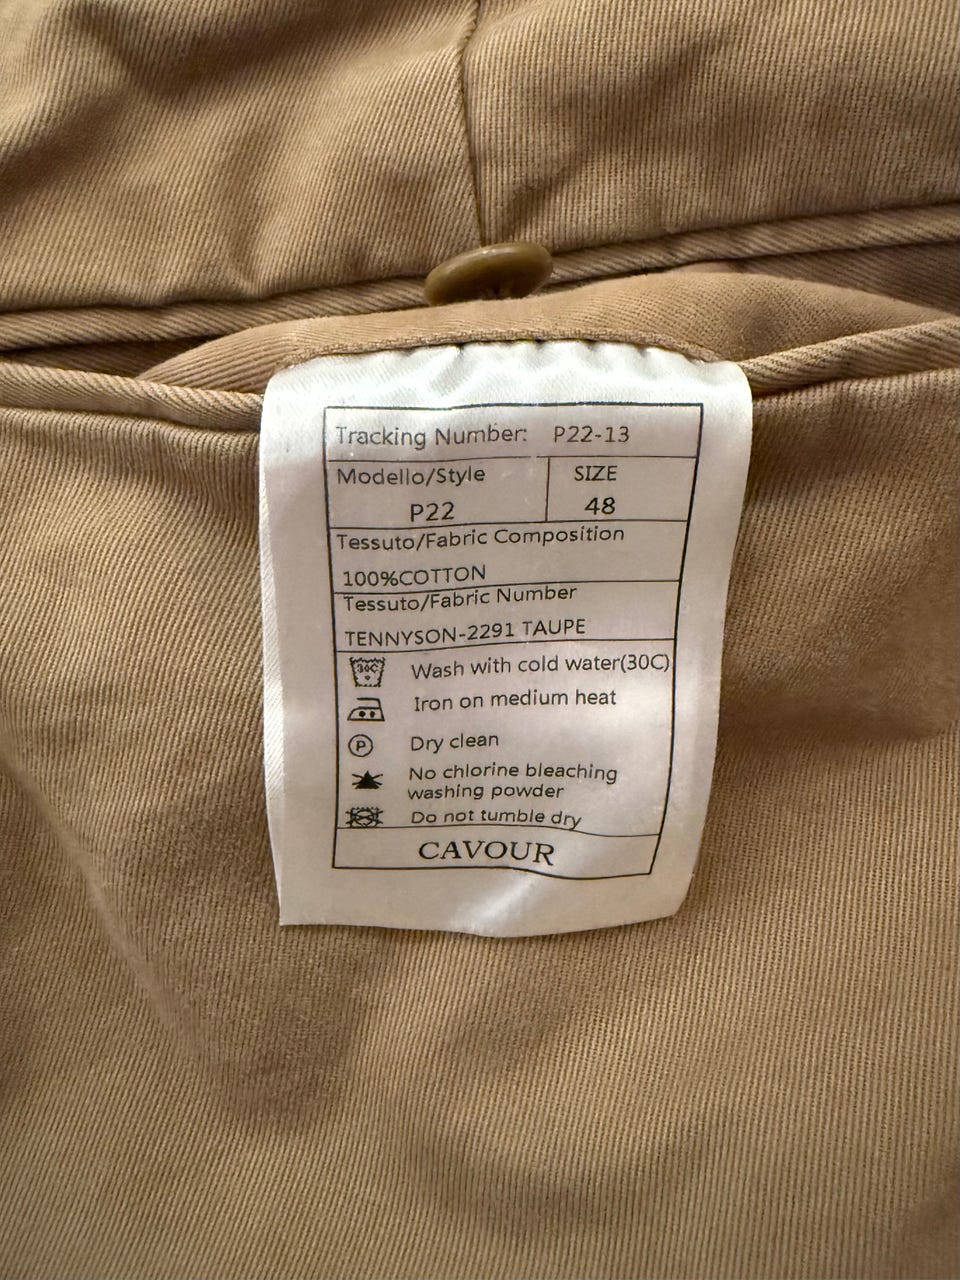 Tracking Number: P22-13
Modello/Style SIZE
P22 48
Tessuto/Fabric Composition
100%COTTON
Tessuto/Fabric Number
TENNYSON-2291 TAUPE
30C Wash with cold water(30C)
Iron on medium heat
P Dry clean
No chlorine bleaching
washing powder
Do not tumble dry
CAVOUR